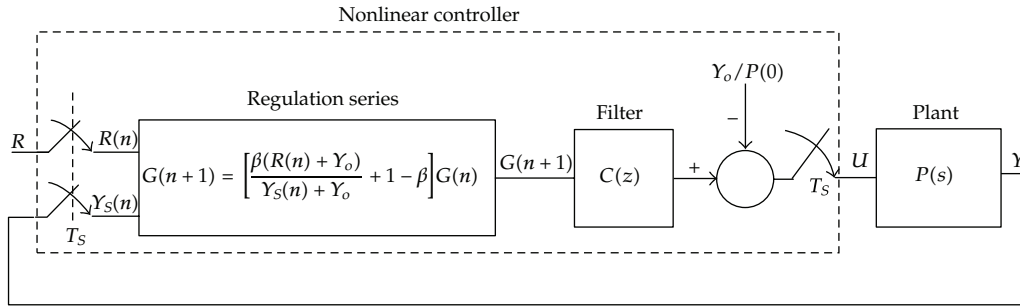 Nonlinear controller
Y_o/P(0)
Regulation series
Filter
Plant
R
R(n)
−
G(n+1) = [β(R(n) + Y_o)/(Y_S(n) + Y_o) + 1 − β]G(n)
G(n+1)
C(z)
+
U
P(s)
Y
Y_S(n)
T_S
T_S